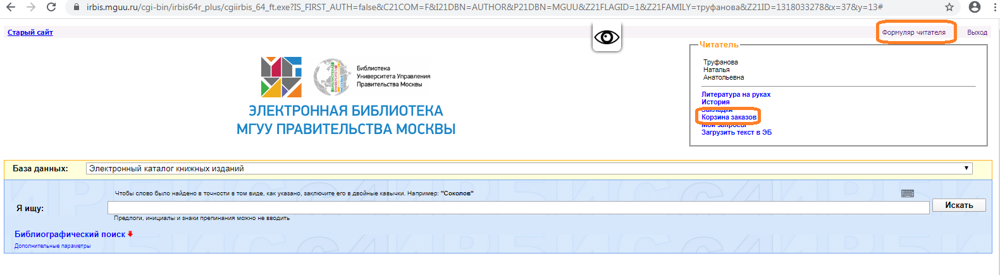 irbis.mguu.ru/cgi-bin/irbis64r_plus/cgiirbis_64_ft.exe?IS_FIRST_AUTH=false&C21COM=F&I21DBN=AUTHOR&P21DBN=MGUU&Z21FLAGID=1&Z21FAMILY=труфанова&Z21ID=1318033278&x=37&y=13#
Старый сайт
Формуляр читателя
Выход
Читатель
Труфанова
Наталья
Анатольевна
Литература на руках
История
Закладки
Корзина заказов
Мои запросы
Загрузить текст в ЭБ
Библиотека
Университета Управления
Правительства Москвы
ЭЛЕКТРОННАЯ БИБЛИОТЕКА
МГУУ ПРАВИТЕЛЬСТВА МОСКВЫ
База данных:
Электронный каталог книжных изданий
Чтобы слово было найдено в точности в том виде, как указано, заключите его в двойные кавычки. Например: "Соколов"
Я ищу:
Искать
Предлоги, инициалы и знаки препинания можно не вводить
Библиографический поиск
Дополнительные параметры